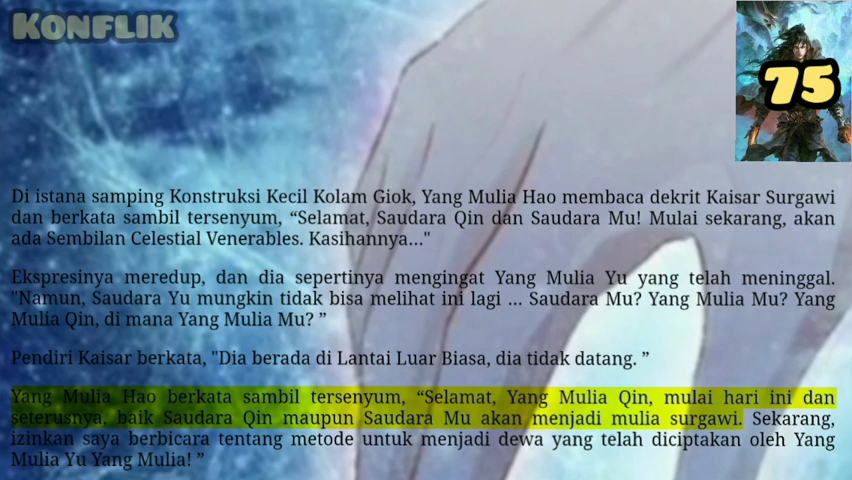 KONFLIK
75
Di istana samping Konstruksi Kecil Kolam Giok, Yang Mulia Hao membaca dekrit Kaisar Surgawi
dan berkata sambil tersenyum, “Selamat, Saudara Qin dan Saudara Mu! Mulai sekarang, akan
ada Sembilan Celestial Venerables. Kasihannya..."
Ekspresinya meredup, dan dia sepertinya mengingat Yang Mulia Yu yang telah meninggal.
"Namun, Saudara Yu mungkin tidak bisa melihat ini lagi ... Saudara Mu? Yang Mulia Mu? Yang
Mulia Qin, di mana Yang Mulia Mu? ”
Pendiri Kaisar berkata, "Dia berada di Lantai Luar Biasa, dia tidak datang. ”
Yang Mulia Hao berkata sambil tersenyum, “Selamat, Yang Mulia Qin, mulai hari ini dan
seterusnya, baik Saudara Qin maupun Saudara Mu akan menjadi mulia surgawi. Sekarang,
izinkan saya berbicara tentang metode untuk menjadi dewa yang telah diciptakan oleh Yang
Mulia Yu Yang Mulia! ”